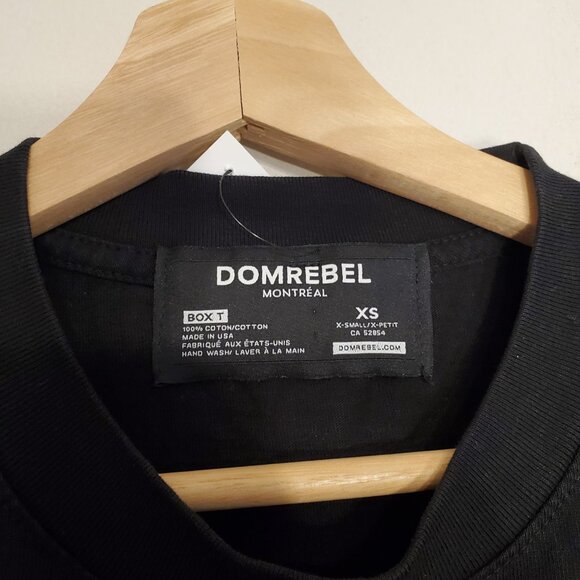 DOMREBEL
MONTRÉAL
BOX T
100% COTON/COTTON
MADE IN USA
FABRIQUÉ AUX ÉTATS-UNIS
HAND WASH/ LAVER À LA MAIN
XS
X-SMALL/X-PETIT
CA 52854
DOMREBEL.COM